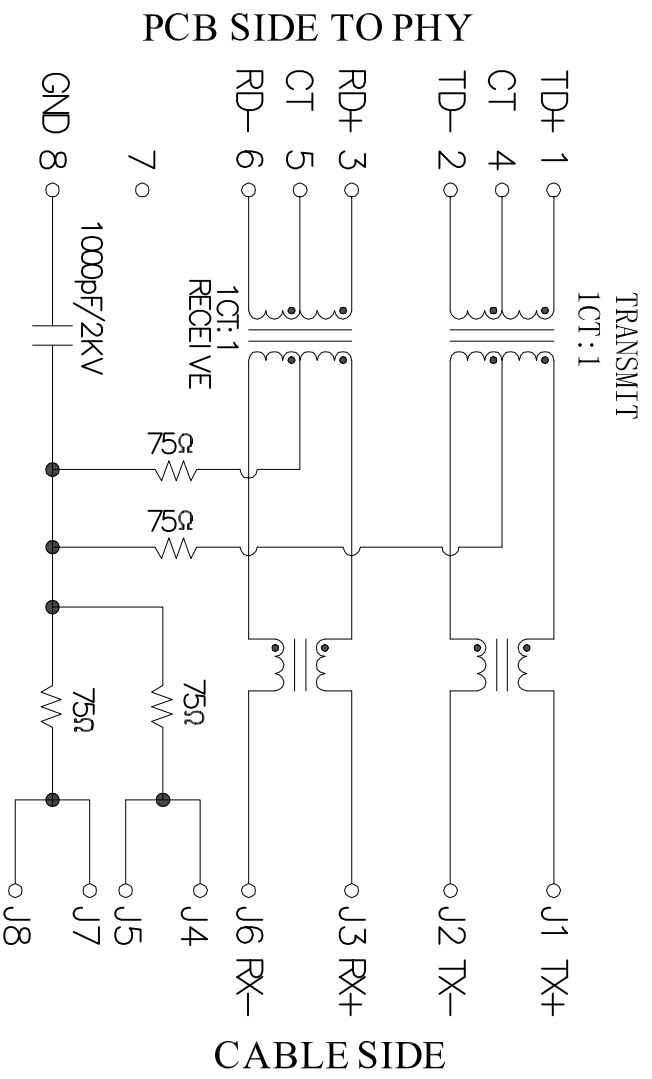 PCB SIDE TO PHY
GND 8
7
RD- 6
CT 5
RD+ 3
TD- 2
CT 4
TD+ 1
1000pF/2KV
1CT:1
RECEIVE
TRANSMIT
1CT:1
75Ω
75Ω
75Ω
75Ω
J8
J7
J5
J4
J6 RX-
J3 RX+
J2 TX-
J1 TX+
CABLE SIDE